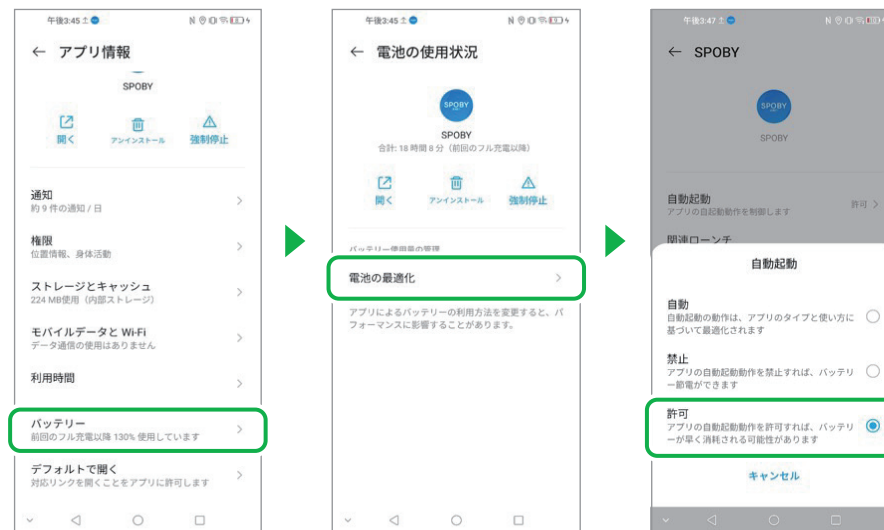 午後3:45
アプリ情報
SPOBY
開く
アンインストール
強制停止
通知
約 9 件の通知 / 日
権限
位置情報、身体活動
ストレージとキャッシュ
224 MB使用（内部ストレージ）
モバイルデータと Wi-Fi
データ通信の使用はありません
利用時間
バッテリー
前回のフル充電以降 130% 使用しています
デフォルトで開く
対応リンクを開くことをアプリに許可します
午後3:45
電池の使用状況
SPOBY
SPOBY
合計: 18 時間 8 分（前回のフル充電以降）
開く
アンインストール
強制停止
バッテリー使用量の管理
電池の最適化
アプリによるバッテリーの利用方法を変更すると、パ
フォーマンスに影響することがあります。
午後3:47
SPOBY
SPOBY
SPOBY
自動起動
許可
アプリの自起動動作を制御します
関連ローンチ
自動起動
自動
自動起動の動作は、アプリのタイプと使い方に
基づいて最適化されます
禁止
アプリの自動起動動作を禁止すれば、バッテリ
ー節電ができます
許可
アプリの自動起動動作を許可すれば、バッテリ
ーが早く消耗される可能性があります
キャンセル